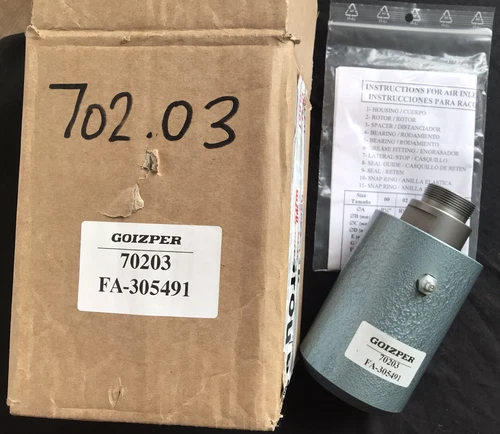 702.03
GOIZPER
70203
FA-305491
INSTRUCTIONS FOR AIR INL
INSTRUCCIONES PARA RACO
1- HOUSING / CUERPO
2- ROTOR / ROTOR
3- SPACER / DISTANCIADOR
4- BEARING / RODAMIENTO
5- BEARING / RODAMIENTO
6- GREASE FITTING / ENGRASADOR
7- LATERAL STOP / CASQUILLO
8- SEAL GUIDE / CASQUILLO DE RETEN
9- SEAL / RETEN
10- SNAP RING / ANILLA ELASTICA
11- SNAP RING / ANILLA
Size
Tamaño
GOIZPER
70203
FA-305491